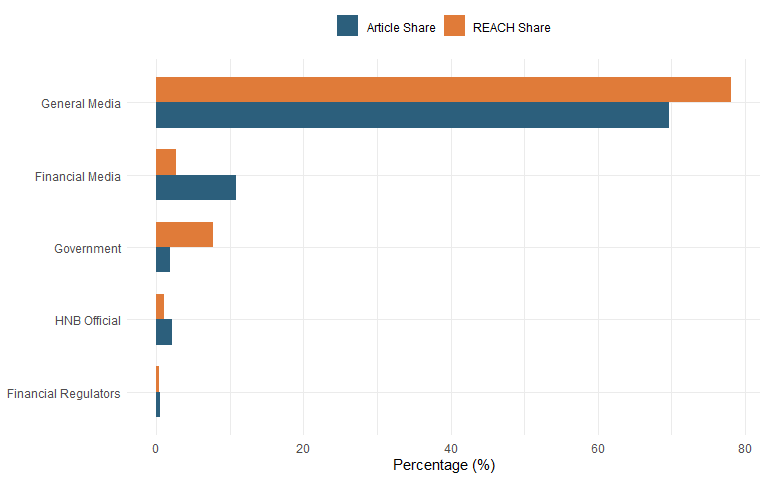 Article Share REACH Share
General Media
Financial Media
Government
HNB Official
Financial Regulators
0 20 40 60 80
Percentage (%)